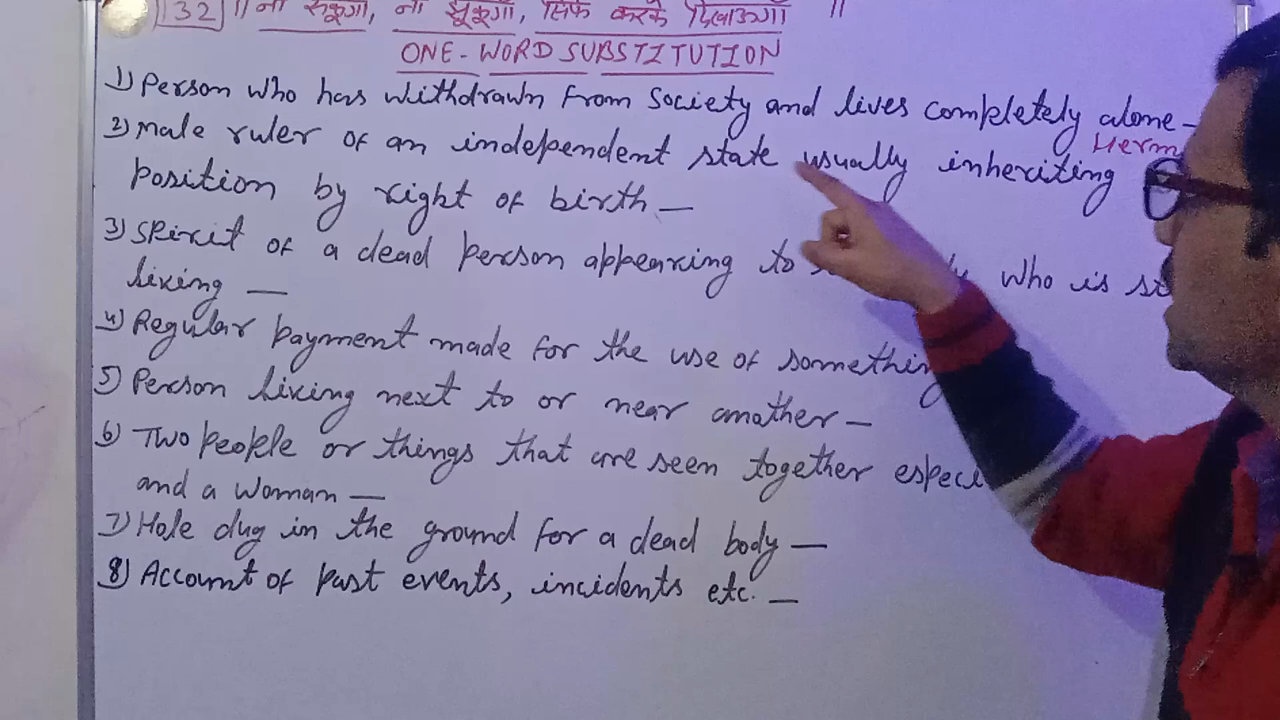 132 || ना रुकूंगा, ना झुकूंगा, सिर्फ करके दिखाऊंगा ||
ONE-WORD SUBSTITUTION
1) Person who has withdrawn from society and lives completely alone –
Herm
2) Male ruler of an independent state usually inheriting
position by right of birth –
3) Spirit of a dead person appearing to who is
living –
4) Regular payment made for the use of something
5) Person living next to or near another –
6) Two people or things that are seen together
and a woman –
7) Hole dug in the ground for a dead body –
8) Account of past events, incidents etc. –